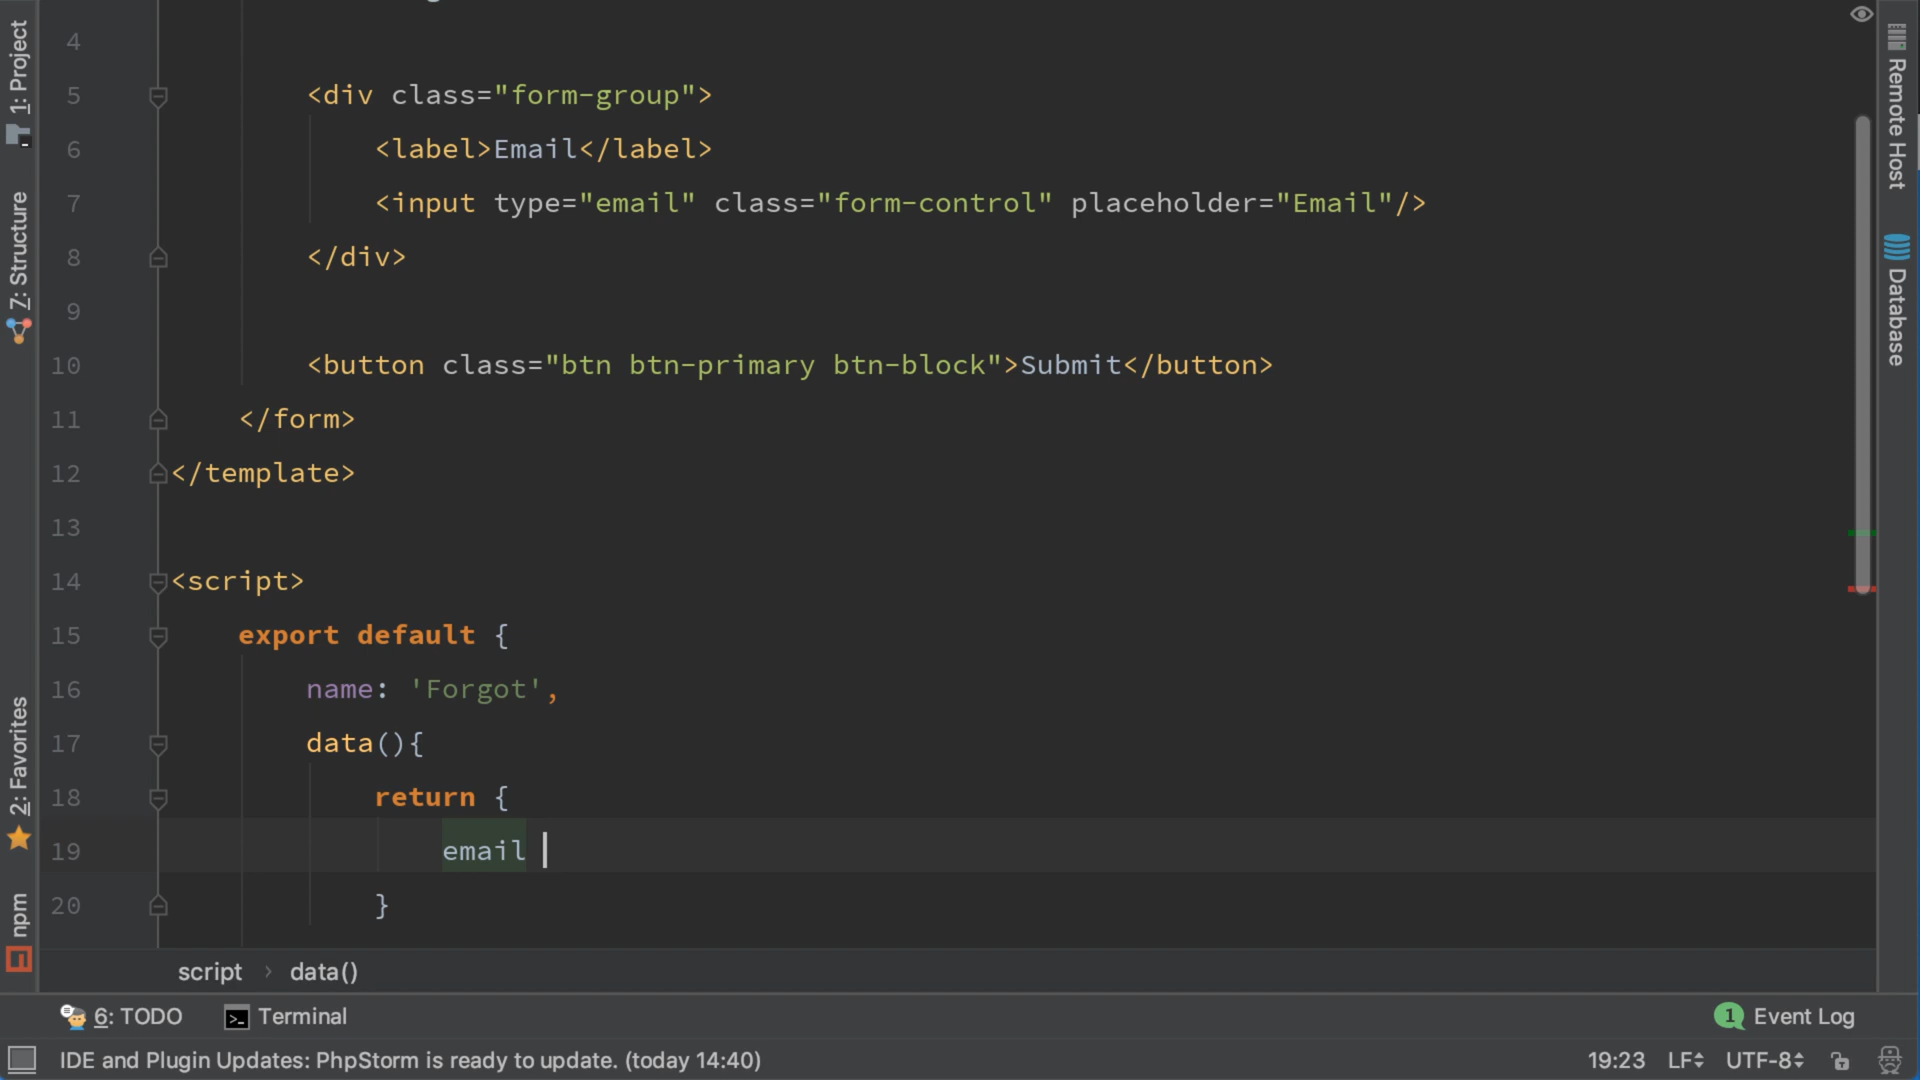 4
5 <div class="form-group">
6 <label>Email</label>
7 <input type="email" class="form-control" placeholder="Email"/>
8 </div>
9
10 <button class="btn btn-primary btn-block">Submit</button>
11 </form>
12 </template>
13
14 <script>
15 export default {
16 name: 'Forgot',
17 data(){
18 return {
19 email
20 }
script › data()
6: TODO
Terminal
1 Event Log
IDE and Plugin Updates: PhpStorm is ready to update. (today 14:40)
19:23 LF UTF-8
1: Project
7: Structure
2: Favorites
npm
Remote Host
Database